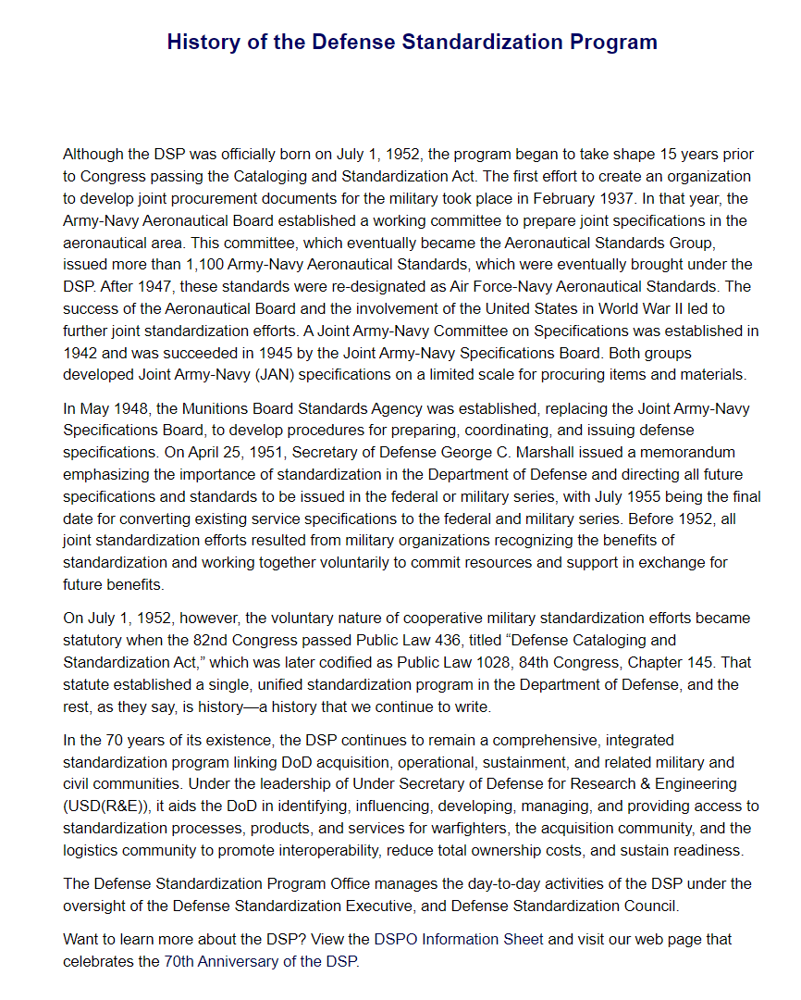 History of the Defense Standardization Program
Although the DSP was officially born on July 1, 1952, the program began to take shape 15 years prior
to Congress passing the Cataloging and Standardization Act. The first effort to create an organization
to develop joint procurement documents for the military took place in February 1937. In that year, the
Army-Navy Aeronautical Board established a working committee to prepare joint specifications in the
aeronautical area. This committee, which eventually became the Aeronautical Standards Group,
issued more than 1,100 Army-Navy Aeronautical Standards, which were eventually brought under the
DSP. After 1947, these standards were re-designated as Air Force-Navy Aeronautical Standards. The
success of the Aeronautical Board and the involvement of the United States in World War II led to
further joint standardization efforts. A Joint Army-Navy Committee on Specifications was established in
1942 and was succeeded in 1945 by the Joint Army-Navy Specifications Board. Both groups
developed Joint Army-Navy (JAN) specifications on a limited scale for procuring items and materials.
In May 1948, the Munitions Board Standards Agency was established, replacing the Joint Army-Navy
Specifications Board, to develop procedures for preparing, coordinating, and issuing defense
specifications. On April 25, 1951, Secretary of Defense George C. Marshall issued a memorandum
emphasizing the importance of standardization in the Department of Defense and directing all future
specifications and standards to be issued in the federal or military series, with July 1955 being the final
date for converting existing service specifications to the federal and military series. Before 1952, all
joint standardization efforts resulted from military organizations recognizing the benefits of
standardization and working together voluntarily to commit resources and support in exchange for
future benefits.
On July 1, 1952, however, the voluntary nature of cooperative military standardization efforts became
statutory when the 82nd Congress passed Public Law 436, titled “Defense Cataloging and
Standardization Act,” which was later codified as Public Law 1028, 84th Congress, Chapter 145. That
statute established a single, unified standardization program in the Department of Defense, and the
rest, as they say, is history—a history that we continue to write.
In the 70 years of its existence, the DSP continues to remain a comprehensive, integrated
standardization program linking DoD acquisition, operational, sustainment, and related military and
civil communities. Under the leadership of Under Secretary of Defense for Research & Engineering
(USD(R&E)), it aids the DoD in identifying, influencing, developing, managing, and providing access to
standardization processes, products, and services for warfighters, the acquisition community, and the
logistics community to promote interoperability, reduce total ownership costs, and sustain readiness.
The Defense Standardization Program Office manages the day-to-day activities of the DSP under the
oversight of the Defense Standardization Executive, and Defense Standardization Council.
Want to learn more about the DSP? View the DSPO Information Sheet and visit our web page that
celebrates the 70th Anniversary of the DSP.